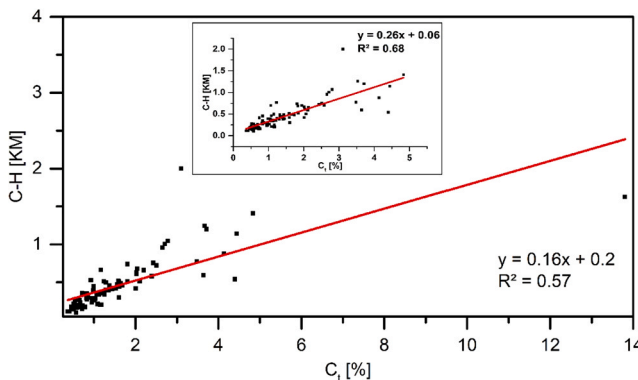 4
3
2
1
C-H [KM]
2
4
6
8
10
12
14
Ct [%]
y = 0.16x + 0.2
R² = 0.57
y = 0.26x + 0.06
R² = 0.68
2.0
1.5
1.0
0.5
0.0
C-H [KM]
0
1
2
3
4
5
Ct [%]